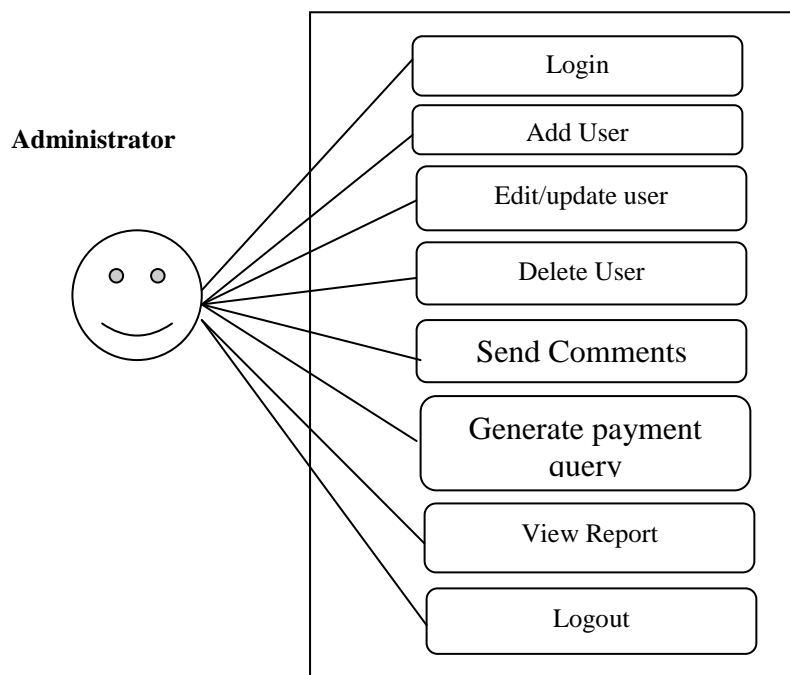 Login
Administrator
Add User
Edit/update user
Delete User
Send Comments
Generate payment
query
View Report
Logout